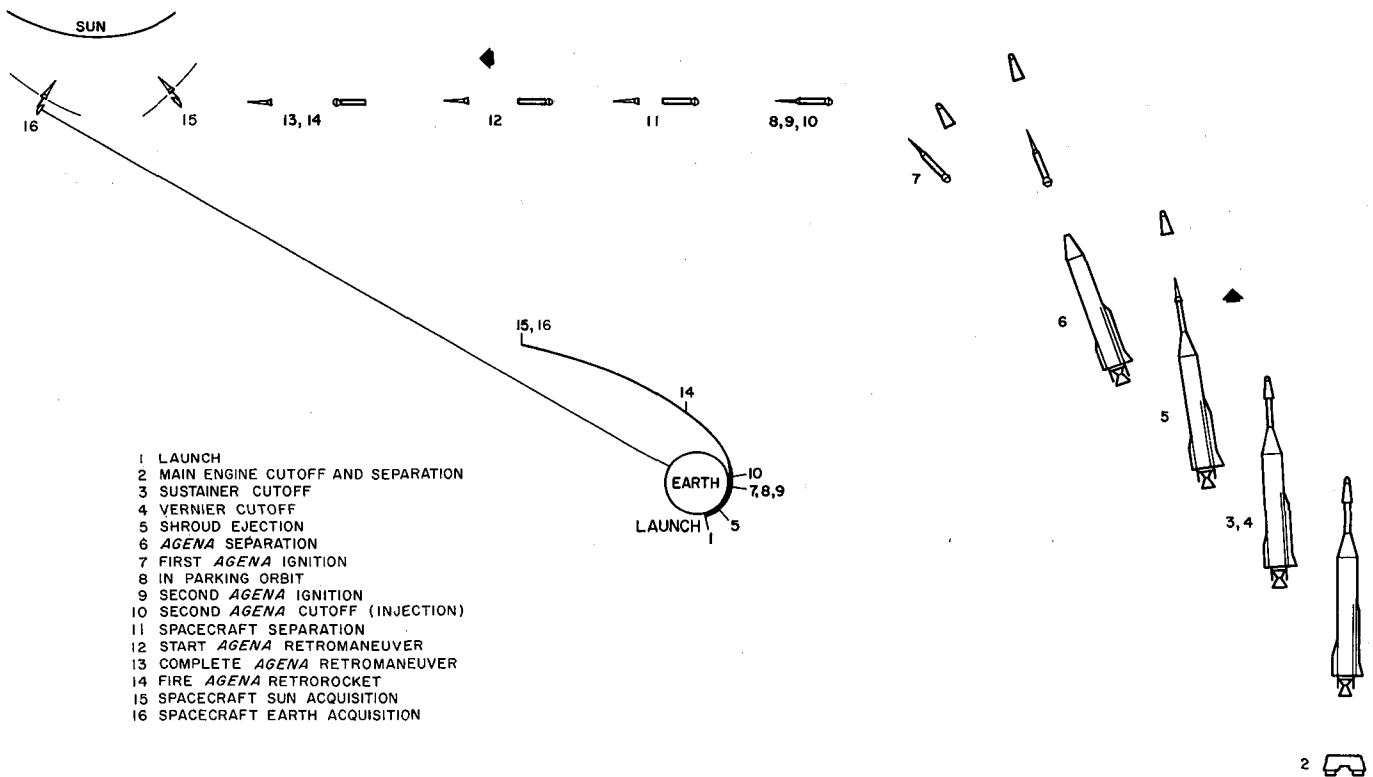 SUN
16
15
13, 14
12
11
8, 9, 10
7
6
5
3, 4
2
15, 16
14
10
7, 8, 9
5
1
EARTH
LAUNCH
1 LAUNCH
2 MAIN ENGINE CUTOFF AND SEPARATION
3 SUSTAINER CUTOFF
4 VERNIER CUTOFF
5 SHROUD EJECTION
6 AGENA SEPARATION
7 FIRST AGENA IGNITION
8 IN PARKING ORBIT
9 SECOND AGENA IGNITION
10 SECOND AGENA CUTOFF (INJECTION)
11 SPACECRAFT SEPARATION
12 START AGENA RETROMANEUVER
13 COMPLETE AGENA RETROMANEUVER
14 FIRE AGENA RETROROCKET
15 SPACECRAFT SUN ACQUISITION
16 SPACECRAFT EARTH ACQUISITION